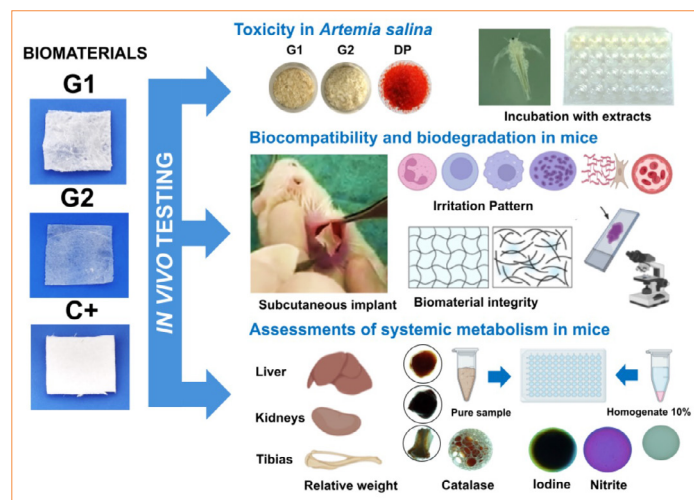 BIOMATERIALS
G1
G2
C+
IN VIVO TESTING
Toxicity in Artemia salina
G1 G2 DP
Incubation with extracts
Biocompatibility and biodegradation in mice
Irritation Pattern
Subcutaneous implant
Biomaterial integrity
Assessments of systemic metabolism in mice
Liver
Kidneys
Tibias
Relative weight
Pure sample
Homogenate 10%
Catalase
Iodine
Nitrite